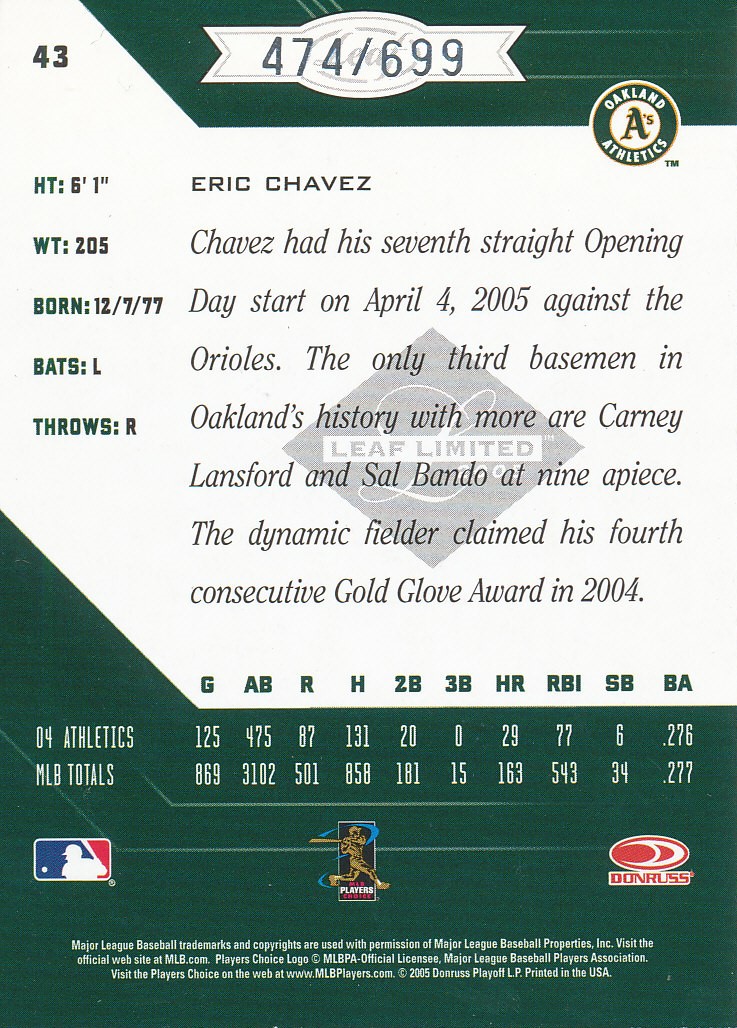 43
Leaf
474/699
OAKLAND
A's
ATHLETICS
TM
HT: 6' 1"
WT: 205
BORN: 12/7/77
BATS: L
THROWS: R
ERIC CHAVEZ
Chavez had his seventh straight Opening
Day start on April 4, 2005 against the
Orioles. The only third basemen in
Oakland's history with more are Carney
Lansford and Sal Bando at nine apiece.
The dynamic fielder claimed his fourth
consecutive Gold Glove Award in 2004.
L
LEAF LIMITED™
2005
G AB R H 2B 3B HR RBI SB BA
04 ATHLETICS 125 475 87 131 20 0 29 77 6 .276
MLB TOTALS 869 3102 501 858 181 15 163 543 34 .277
®
MLB
PLAYERS
CHOICE
DONRUSS®
Major League Baseball trademarks and copyrights are used with permission of Major League Baseball Properties, Inc. Visit the
official web site at MLB.com. Players Choice Logo © MLBPA-Official Licensee, Major League Baseball Players Association.
Visit the Players Choice on the web at www.MLBPlayers.com. © 2005 Donruss Playoff L.P. Printed in the USA.